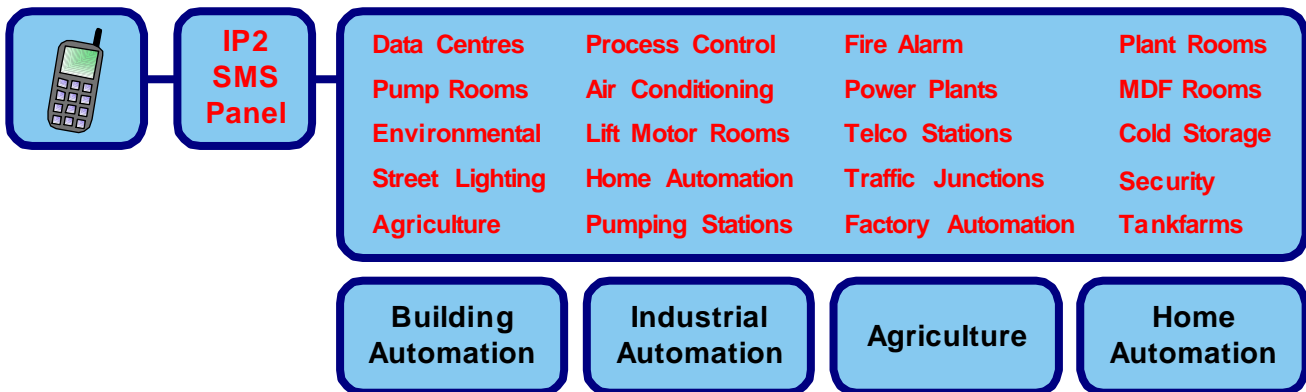 IP2
SMS
Panel
Data Centres Process Control Fire Alarm Plant Rooms
Pump Rooms Air Conditioning Power Plants MDF Rooms
Environmental Lift Motor Rooms Telco Stations Cold Storage
Street Lighting Home Automation Traffic Junctions Security
Agriculture Pumping Stations Factory Automation Tankfarms
Building
Automation
Industrial
Automation
Agriculture
Home
Automation